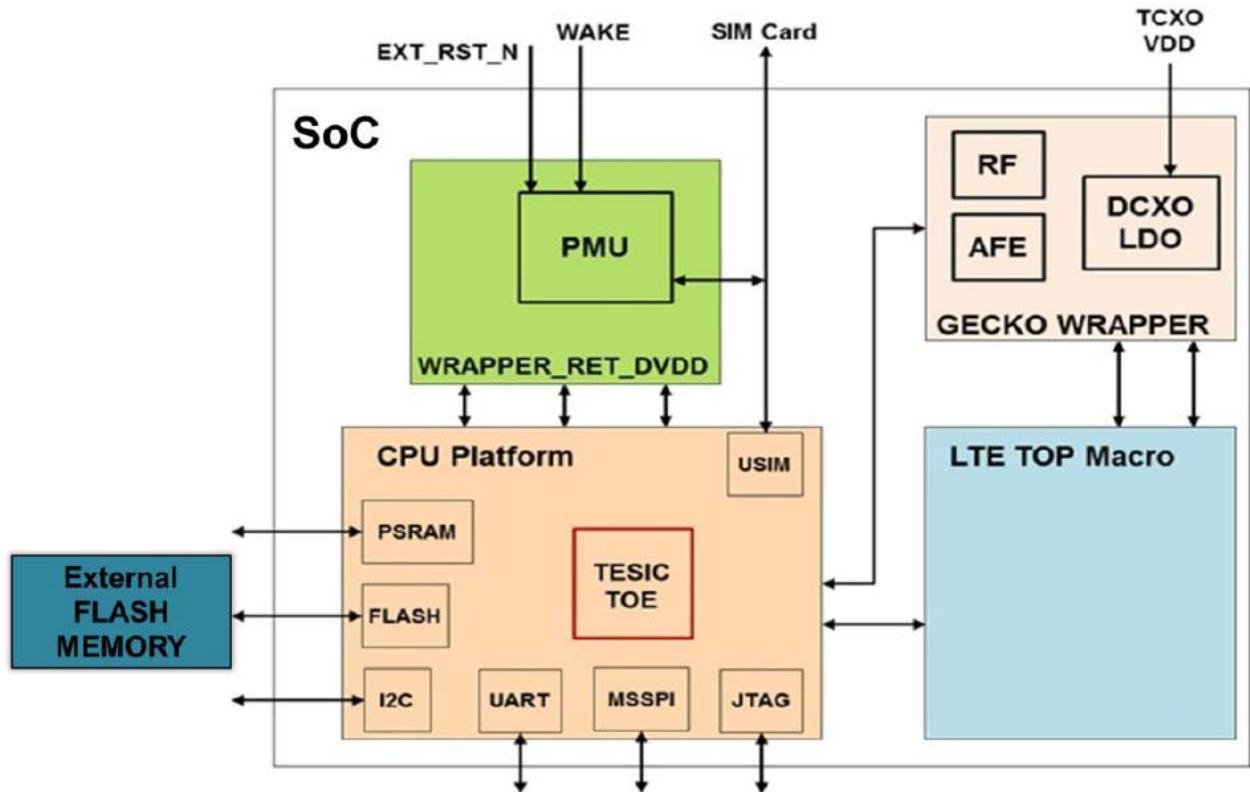 EXT_RST_N
WAKE
SIM Card
TCXO
VDD
SoC
PMU
WRAPPER_RET_DVDD
RF
AFE
DCXO
LDO
GECKO WRAPPER
CPU Platform
USIM
PSRAM
TESIC
TOE
FLASH
I2C
UART
MSSPI
JTAG
LTE TOP Macro
External
FLASH
MEMORY